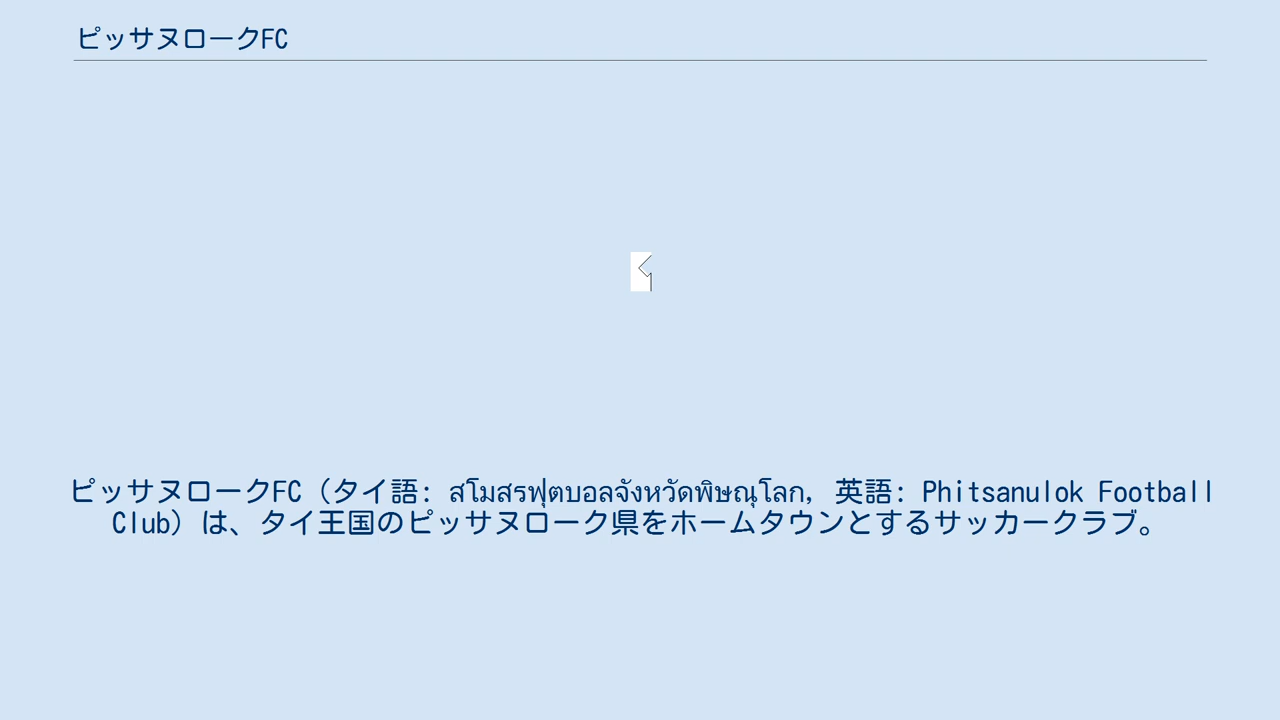 ピッサヌロークFC
ピッサヌロークFC（タイ語: สโมสรฟุตบอลจังหวัดพิษณุโลก, 英語: Phitsanulok Football
Club）は、タイ王国のピッサヌローク県をホームタウンとするサッカークラブ。